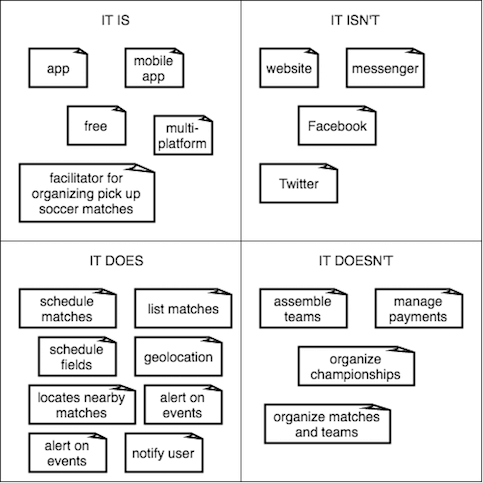 IT IS
app
mobile
app
free
multi-
platform
facilitator for
organizing pick up
soccer matches
IT ISN'T
website
messenger
Facebook
Twitter
IT DOES
schedule
matches
list matches
schedule
fields
geolocation
locates nearby
matches
alert on
events
alert on
events
notify user
IT DOESN'T
assemble
teams
manage
payments
organize
championships
organize matches
and teams